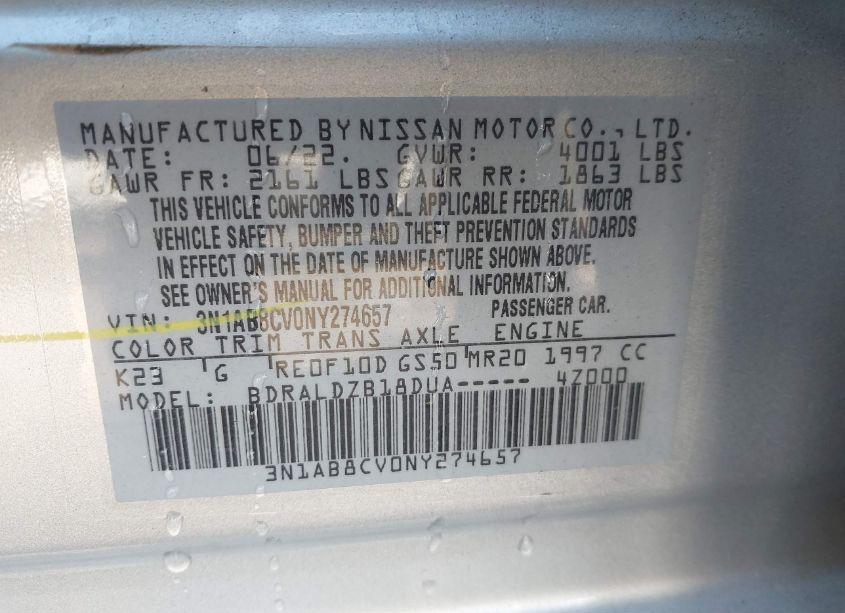 MANUFACTURED BY NISSAN MOTOR CO., LTD.
DATE: 06/22. GVWR: 4001 LBS
GAWR FR: 2161 LBS GAWR RR: 1863 LBS
THIS VEHICLE CONFORMS TO ALL APPLICABLE FEDERAL MOTOR
VEHICLE SAFETY, BUMPER AND THEFT PREVENTION STANDARDS
IN EFFECT ON THE DATE OF MANUFACTURE SHOWN ABOVE.
SEE OWNER'S MANUAL FOR ADDITIONAL INFORMATION.
VIN: 3N1AB8CV0NY274657 PASSENGER CAR.
COLOR TRIM TRANS AXLE ENGINE
K23 G RE0F10D GS50 MR20 1997 CC
MODEL: BDRALDZB18DUA----- 4Z000
3N1AB8CV0NY274657